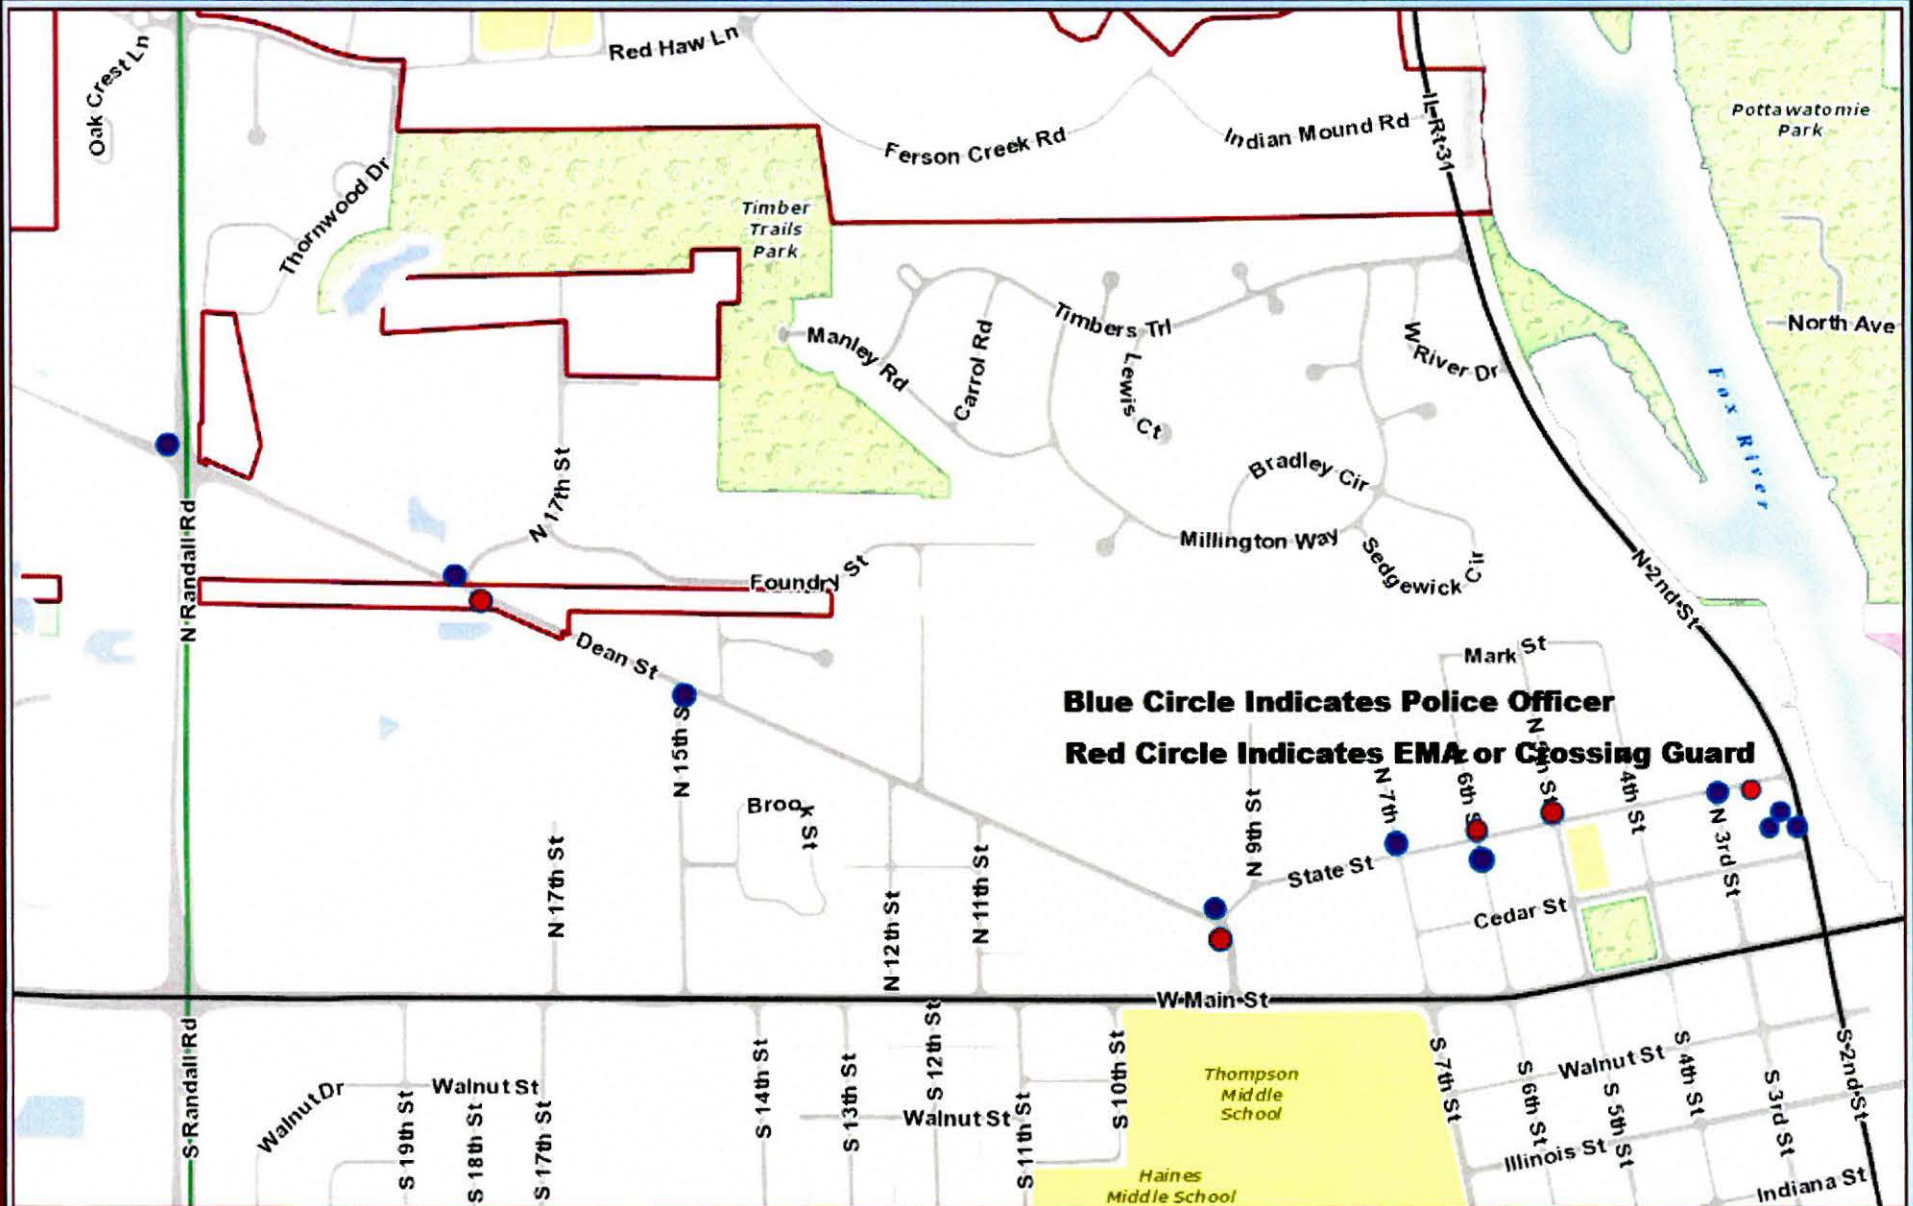 Oak Crest Ln
Red Haw Ln
Ferson Creek Rd
Indian Mound Rd
IL-Rt-31
Pottawatomie
Park
Thornwood Dr
Timber
Trails
Park
North Ave
Manley Rd
Carrol Rd
Timbers Trl
Lewis Ct
W River Dr
Fox River
N 17th St
Bradley Cir
Millington Way
Sedgewick Cir
N Randall Rd
Foundry St
N-2nd-St
Dean St
Mark St
Blue Circle Indicates Police Officer
Red Circle Indicates EMA or Crossing Guard
N 15th S
Brook St
N 17th St
N 12th St
N 11th St
N 9th St
State St
N 7th
6th S
St
4th St
N 3rd St
Cedar St
W-Main-St
S-Randall-Rd
Walnut Dr
Walnut St
S 19th St
S 18th St
S 17th St
S 14th St
S 13th St
S 12th St
Walnut St
S 11th St
S 10th St
Thompson
Middle
School
Haines
Middle School
S 7th St
S 6th St
Walnut St
S 5th St
S 4th St
S 3rd St
S-2nd-St
Illinois St
Indiana St